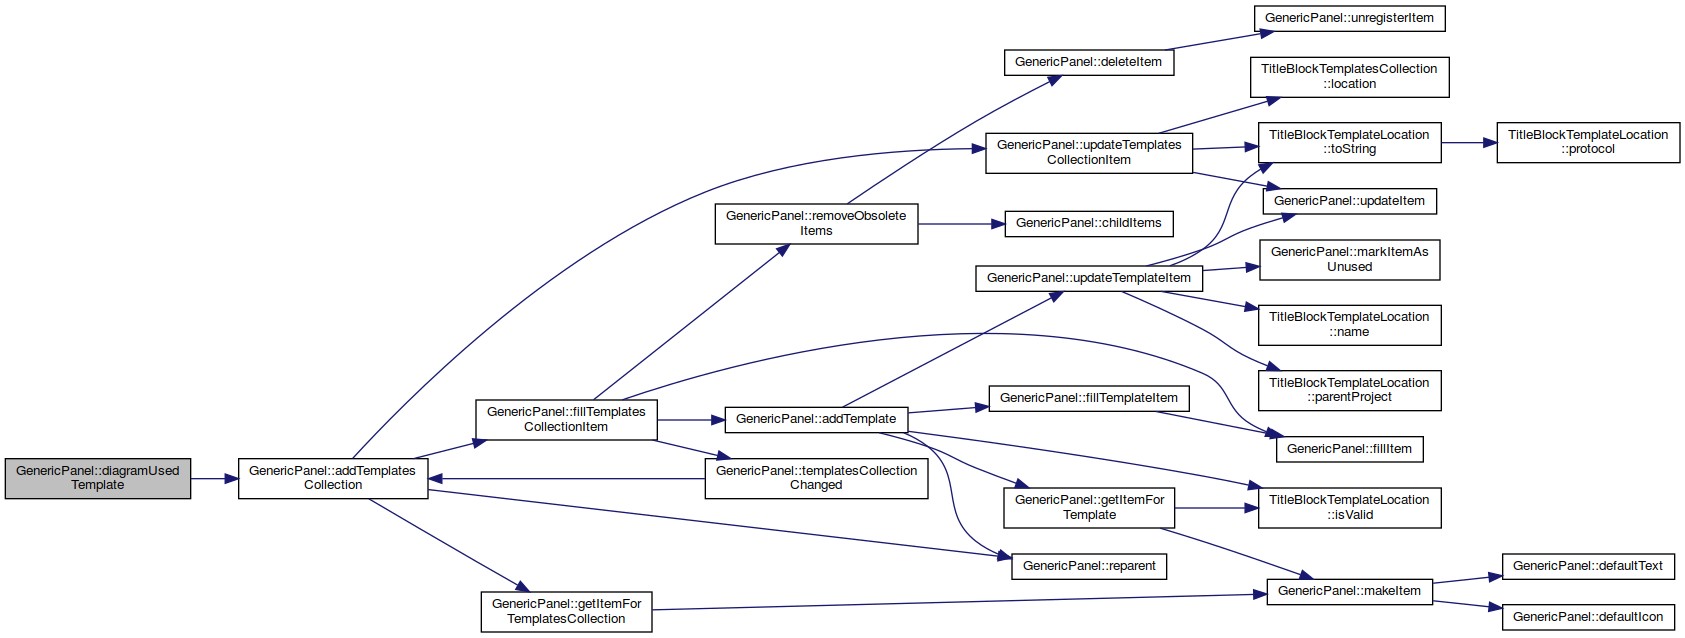 GenericPanel::diagramUsed
Template
GenericPanel::addTemplates
Collection
GenericPanel::fillTemplates
CollectionItem
GenericPanel::getItemFor
TemplatesCollection
GenericPanel::removeObsolete
Items
GenericPanel::addTemplate
GenericPanel::templatesCollection
Changed
GenericPanel::deleteItem
GenericPanel::updateTemplates
CollectionItem
GenericPanel::childItems
GenericPanel::updateTemplateItem
GenericPanel::fillTemplateItem
GenericPanel::getItemFor
Template
GenericPanel::reparent
GenericPanel::unregisterItem
TitleBlockTemplatesCollection
::location
TitleBlockTemplateLocation
::toString
GenericPanel::updateItem
GenericPanel::markItemAs
Unused
TitleBlockTemplateLocation
::name
TitleBlockTemplateLocation
::parentProject
GenericPanel::fillItem
TitleBlockTemplateLocation
::isValid
GenericPanel::makeItem
TitleBlockTemplateLocation
::protocol
GenericPanel::defaultText
GenericPanel::defaultIcon